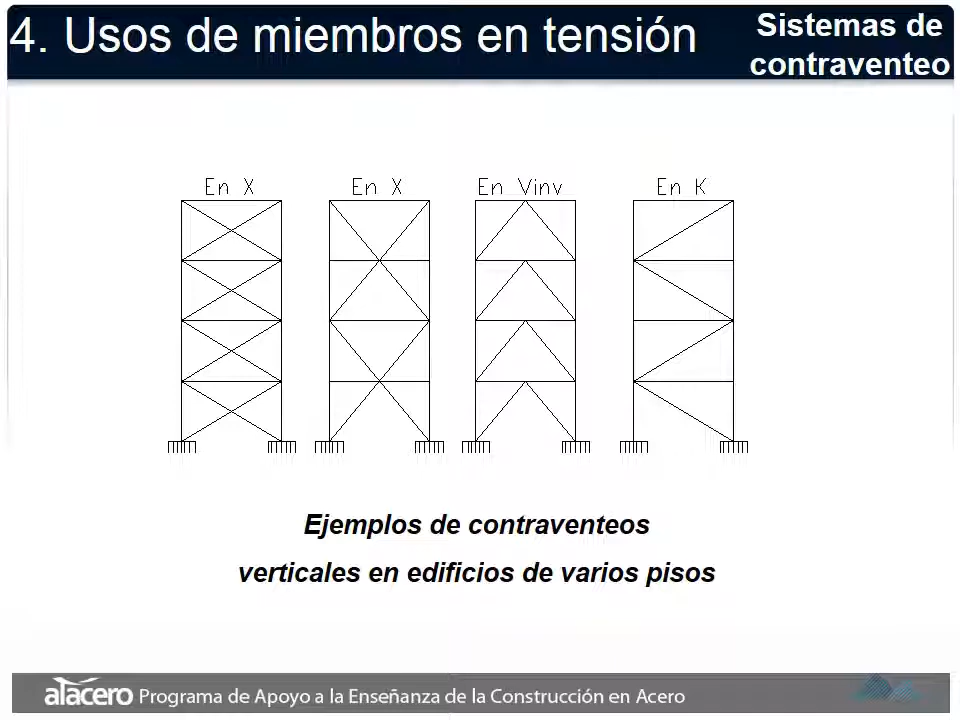 4. Usos de miembros en tensión
Sistemas de
contraventeo
En X
En X
En Vinv
En K
Ejemplos de contraventeos
verticales en edificios de varios pisos
alacero Programa de Apoyo a la Enseñanza de la Construcción en Acero